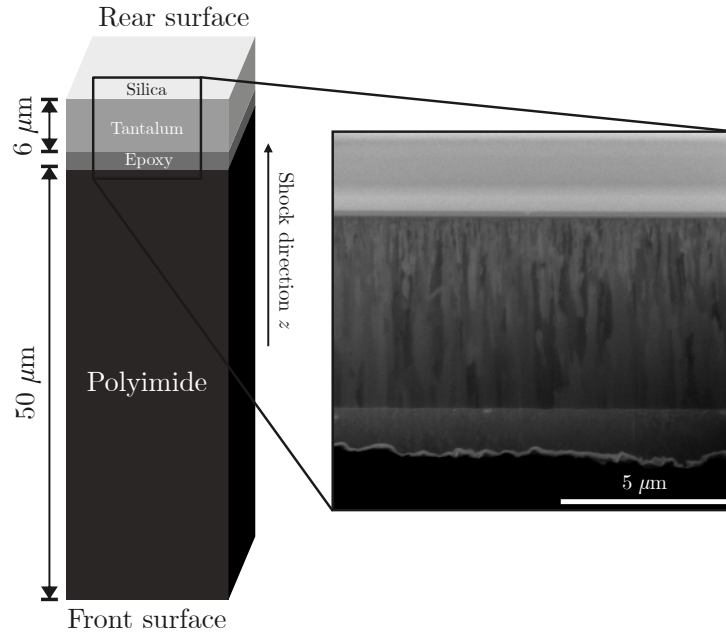 Rear surface
Silica
Tantalum
Epoxy
6 μm
Shock direction z
50 μm
Polyimide
5 μm
Front surface